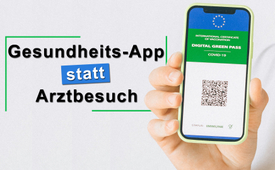 Gesundheits-App
statt
Arztbesuch
INTERNATIONAL CERTIFICATE
OF VACCINATION
DIGITAL GREEN PASS
COVID-19